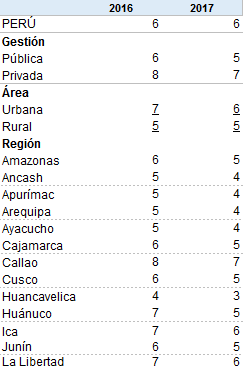 2016 2017
PERÚ 6 6
Gestión
Pública 6 5
Privada 8 7
Área
Urbana 7 6
Rural 5 5
Región
Amazonas 6 5
Ancash 5 4
Apurímac 5 4
Arequipa 5 4
Ayacucho 5 4
Cajamarca 6 5
Callao 8 7
Cusco 6 5
Huancavelica 4 3
Huánuco 7 5
Ica 7 6
Junín 6 5
La Libertad 7 6